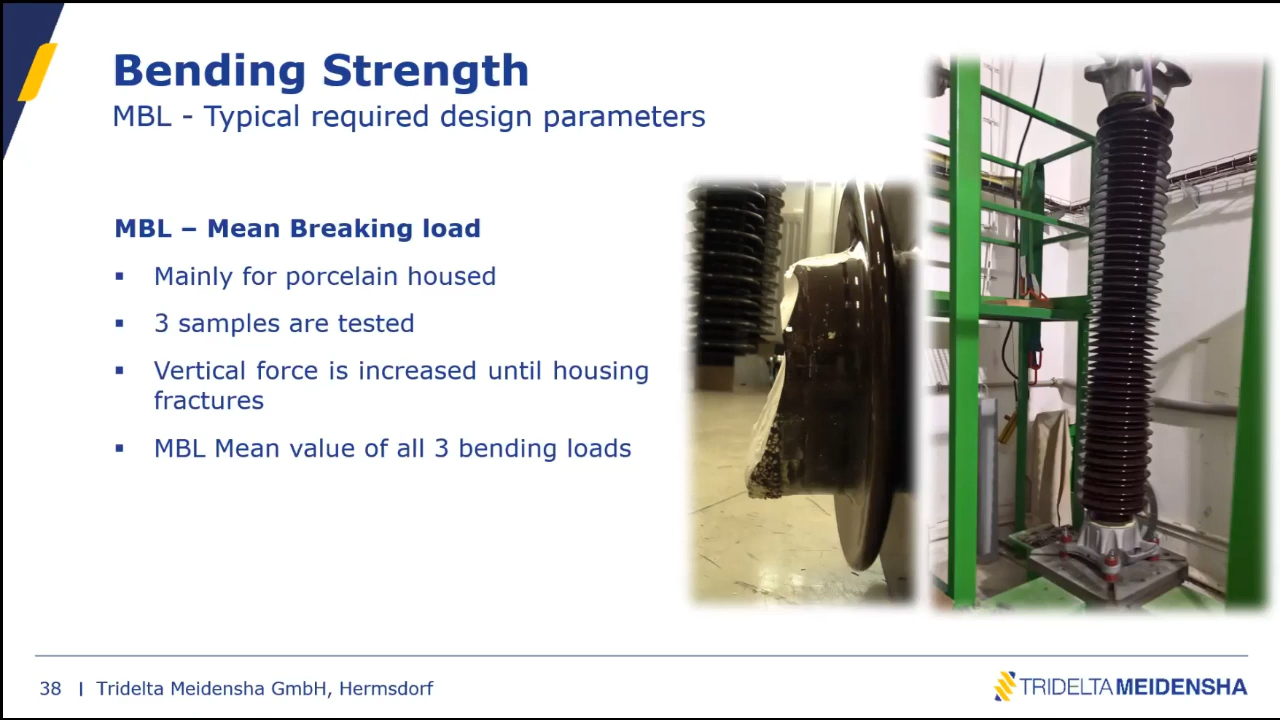 Bending Strength
MBL - Typical required design parameters
MBL – Mean Breaking load
▪ Mainly for porcelain housed
▪ 3 samples are tested
▪ Vertical force is increased until housing
fractures
▪ MBL Mean value of all 3 bending loads
38 | Tridelta Meidensha GmbH, Hermsdorf
TRIDELTAMEIDENSHA